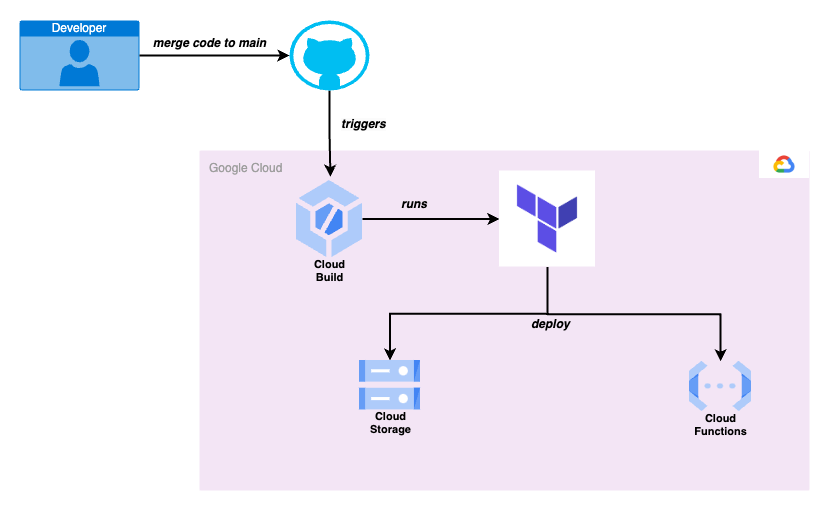 Developer
merge code to main
triggers
Google Cloud
runs
Cloud
Build
deploy
Cloud
Storage
Cloud
Functions